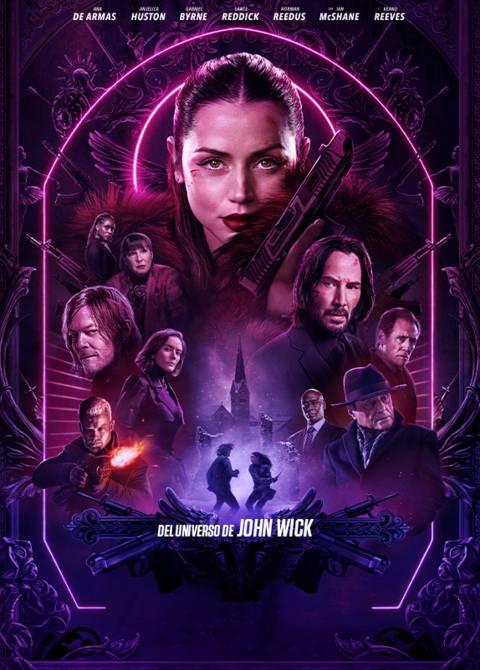 ANA DE ARMAS
ANJELICA HUSTON
GABRIEL BYRNE
LANCE REDDICK
NORMAN REEDUS
IAN McSHANE
KEANU REEVES
DEL UNIVERSO DE JOHN WICK